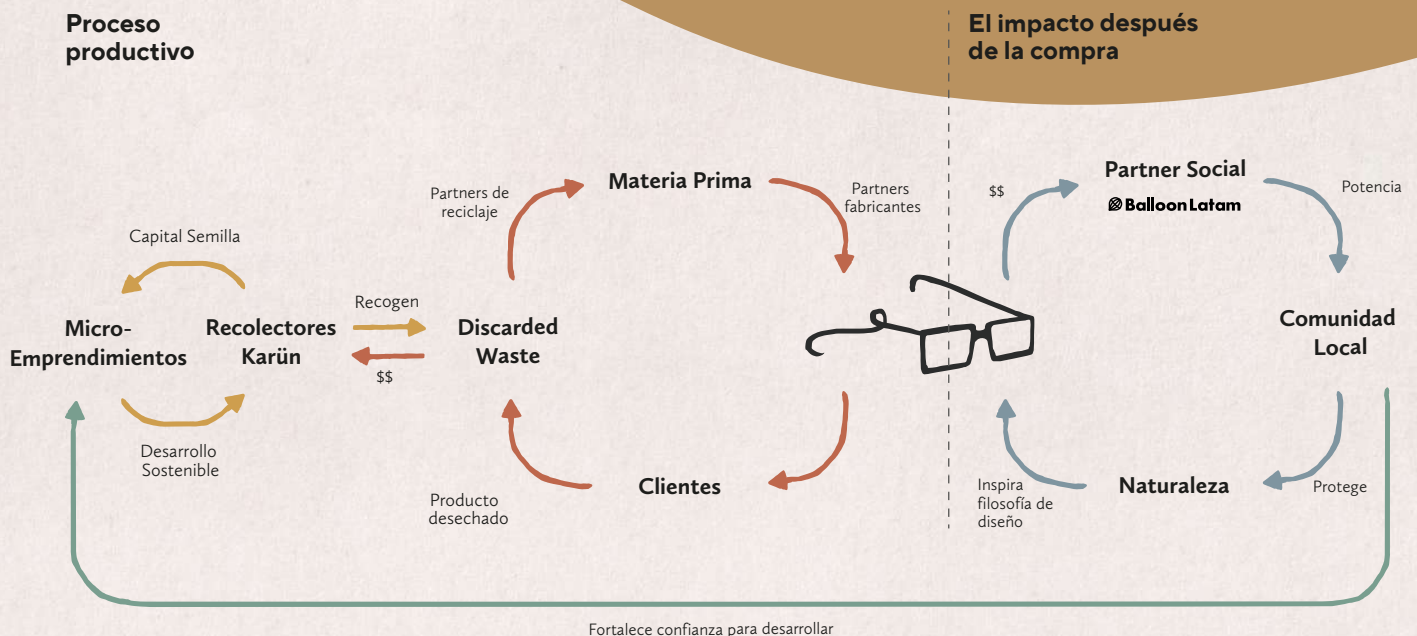 Proceso
productivo
El impacto después
de la compra
Capital Semilla
Micro-
Emprendimientos
Recolectores
Karün
Desarrollo
Sostenible
Recogen
$$
Discarded
Waste
Partners de
reciclaje
Materia Prima
Partners
fabricantes
Clientes
Producto
desechado
$$
Partner Social
Balloon Latam
Potencia
Comunidad
Local
Protege
Naturaleza
Inspira
filosofía de
diseño
Fortalece confianza para desarrollar